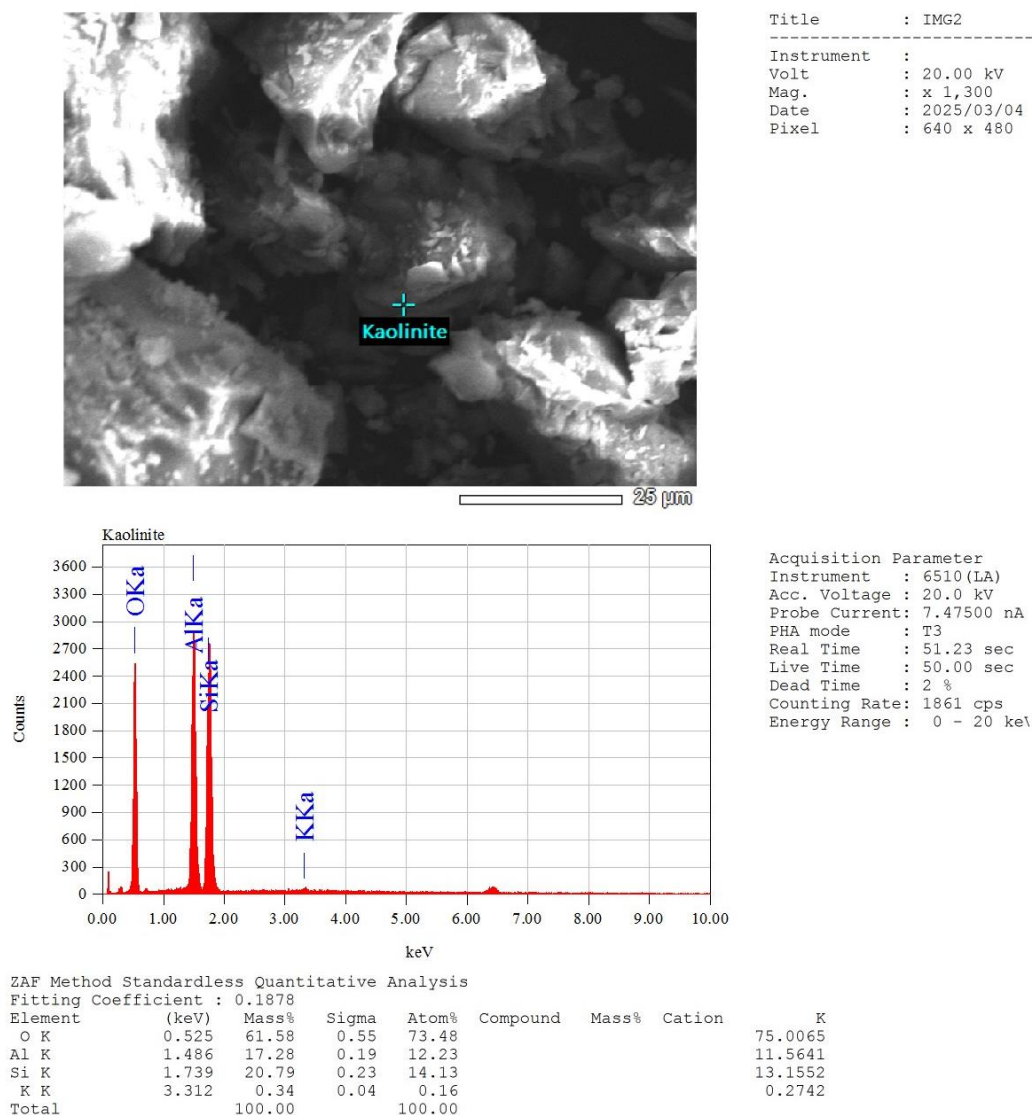 Title : IMG2
---------------------------
Instrument :
Volt : 20.00 kV
Mag. : x 1,300
Date : 2025/03/04
Pixel : 640 x 480
Kaolinite
25 µm
Kaolinite
3600
3300
3000
2700
2400
2100
1800
1500
1200
900
600
300
0
Counts
OKa
AlKa
SiKa
KKa
0.00 1.00 2.00 3.00 4.00 5.00 6.00 7.00 8.00 9.00 10.00
keV
Acquisition Parameter
Instrument : 6510(LA)
Acc. Voltage : 20.0 kV
Probe Current: 7.47500 nA
PHA mode : T3
Real Time : 51.23 sec
Live Time : 50.00 sec
Dead Time : 2 %
Counting Rate: 1861 cps
Energy Range : 0 - 20 keV
ZAF Method Standardless Quantitative Analysis
Fitting Coefficient : 0.1878
Element (keV) Mass% Sigma Atom% Compound Mass% Cation K
O K 0.525 61.58 0.55 73.48 75.0065
Al K 1.486 17.28 0.19 12.23 11.5641
Si K 1.739 20.79 0.23 14.13 13.1552
K K 3.312 0.34 0.04 0.16 0.2742
Total 100.00 100.00